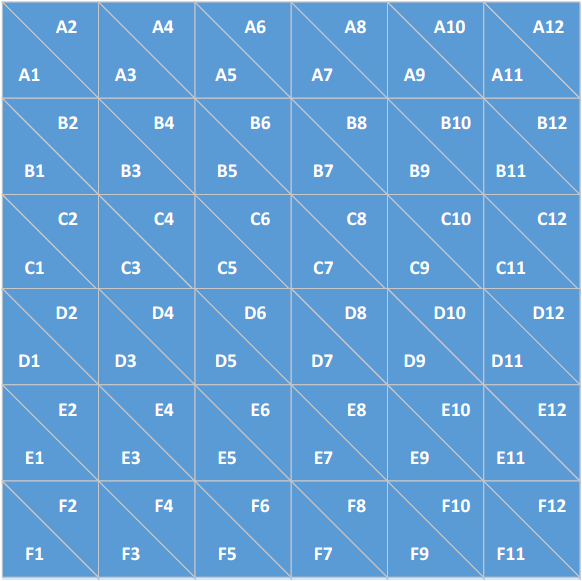 A2 A4 A6 A8 A10 A12
A1 A3 A5 A7 A9 A11
B2 B4 B6 B8 B10 B12
B1 B3 B5 B7 B9 B11
C2 C4 C6 C8 C10 C12
C1 C3 C5 C7 C9 C11
D2 D4 D6 D8 D10 D12
D1 D3 D5 D7 D9 D11
E2 E4 E6 E8 E10 E12
E1 E3 E5 E7 E9 E11
F2 F4 F6 F8 F10 F12
F1 F3 F5 F7 F9 F11